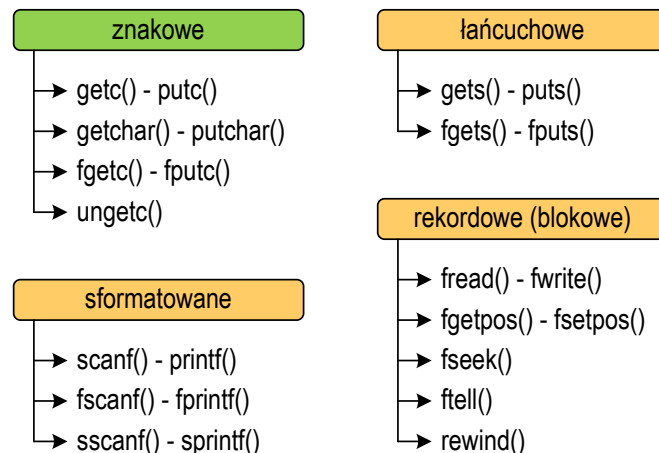 znakowe
getc() - putc()
getchar() - putchar()
fgetc() - fputc()
ungetc()
sformatowane
scanf() - printf()
fscanf() - fprintf()
sscanf() - sprintf()
łańcuchowe
gets() - puts()
fgets() - fputs()
rekordowe (blokowe)
fread() - fwrite()
fgetpos() - fsetpos()
fseek()
ftell()
rewind()